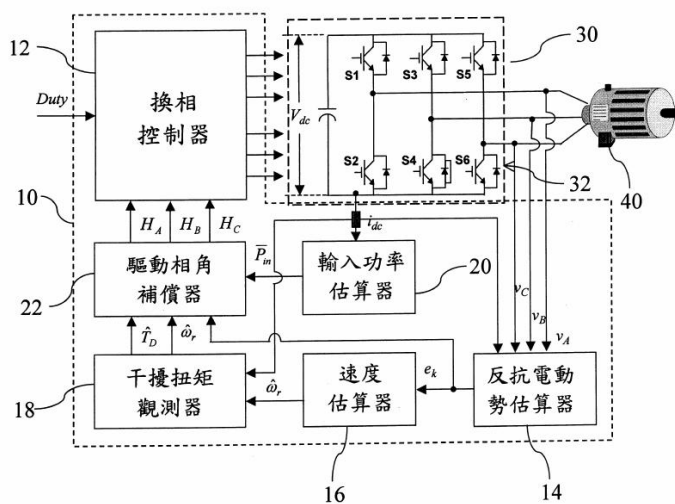 12
Duty
換相
控制器
V_dc
S1
S3
S5
S2
S4
S6
30
32
40
10
H_A
H_B
H_C
i_dc
22
驅動相角
補償器
P̅_in
輸入功率
估算器
20
v_C
v_B
v_A
T̂_D
ω̂_r
18
干擾扭矩
觀測器
ω̂_r
速度
估算器
16
e_k
反抗電動
勢估算器
14